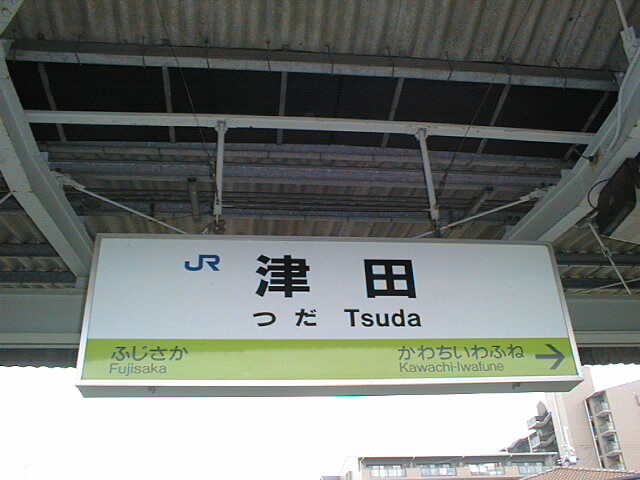 JR 津田
つだ Tsuda
ふじさか かわちいわふね →
Fujisaka Kawachi-Iwafune